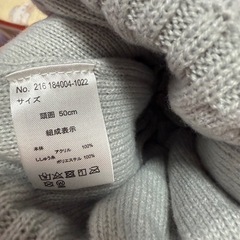 No. 216 184004-1022
サイズ
頭囲 50cm
組成表示
本体 アクリル 100%
ししゅう糸 ポリエステル 100%